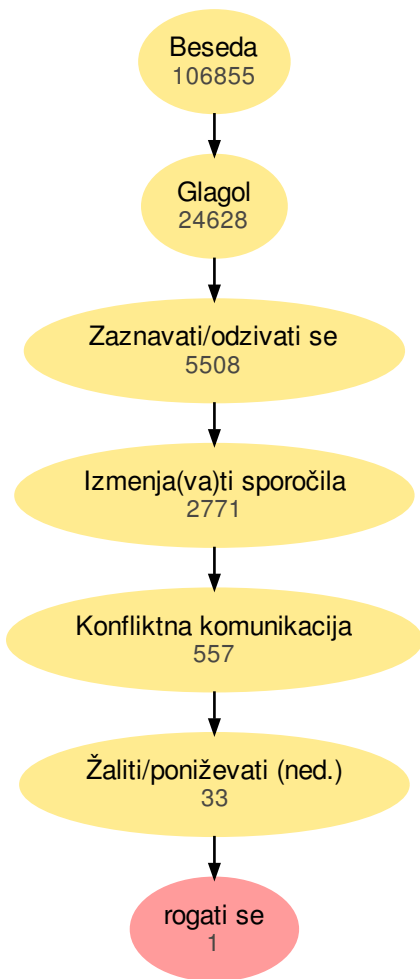 Beseda
106855
Glagol
24628
Zaznavati/odzivati se
5508
Izmenja(va)ti sporočila
2771
Konfliktna komunikacija
557
Žaliti/poniževati (ned.)
33
rogati se
1